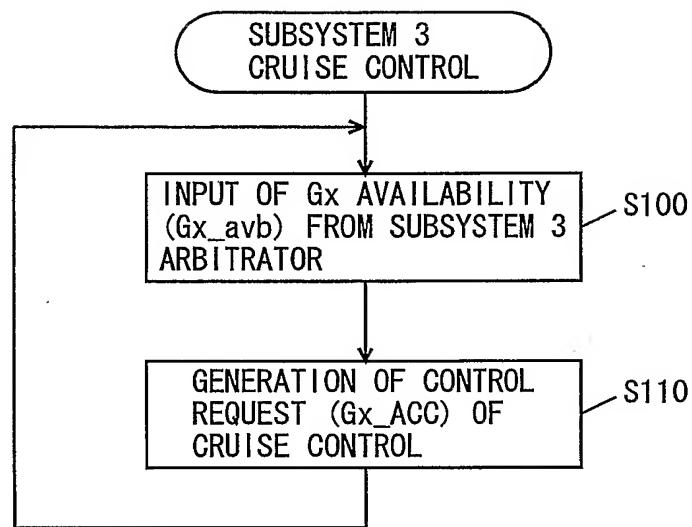 SUBSYSTEM 3
CRUISE CONTROL
INPUT OF Gx AVAILABILITY
(Gx_avb) FROM SUBSYSTEM 3
ARBITRATOR
S100
GENERATION OF CONTROL
REQUEST (Gx_ACC) OF
CRUISE CONTROL
S110